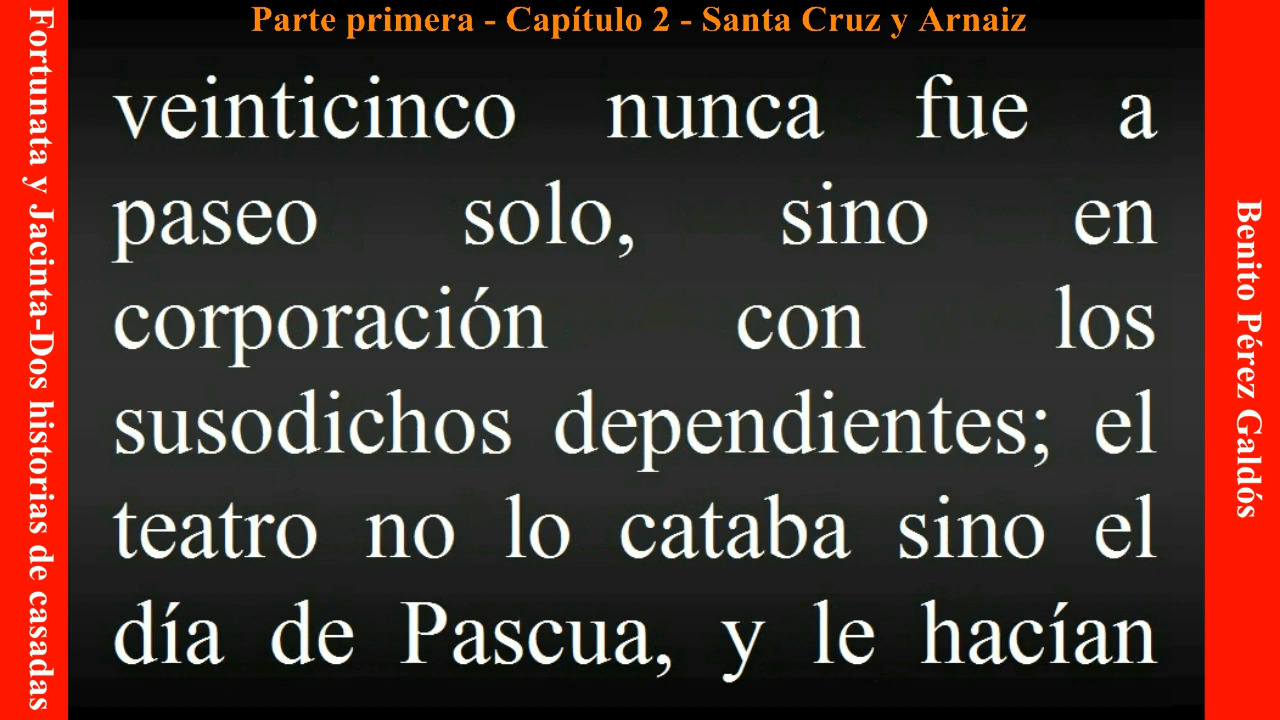 Parte primera - Capítulo 2 - Santa Cruz y Arnaiz
Fortunata y Jacinta-Dos historias de casadas
veinticinco nunca fue a
paseo solo, sino en
corporación con los
susodichos dependientes; el
teatro no lo cataba sino el
día de Pascua, y le hacían
Benito Pérez Galdós